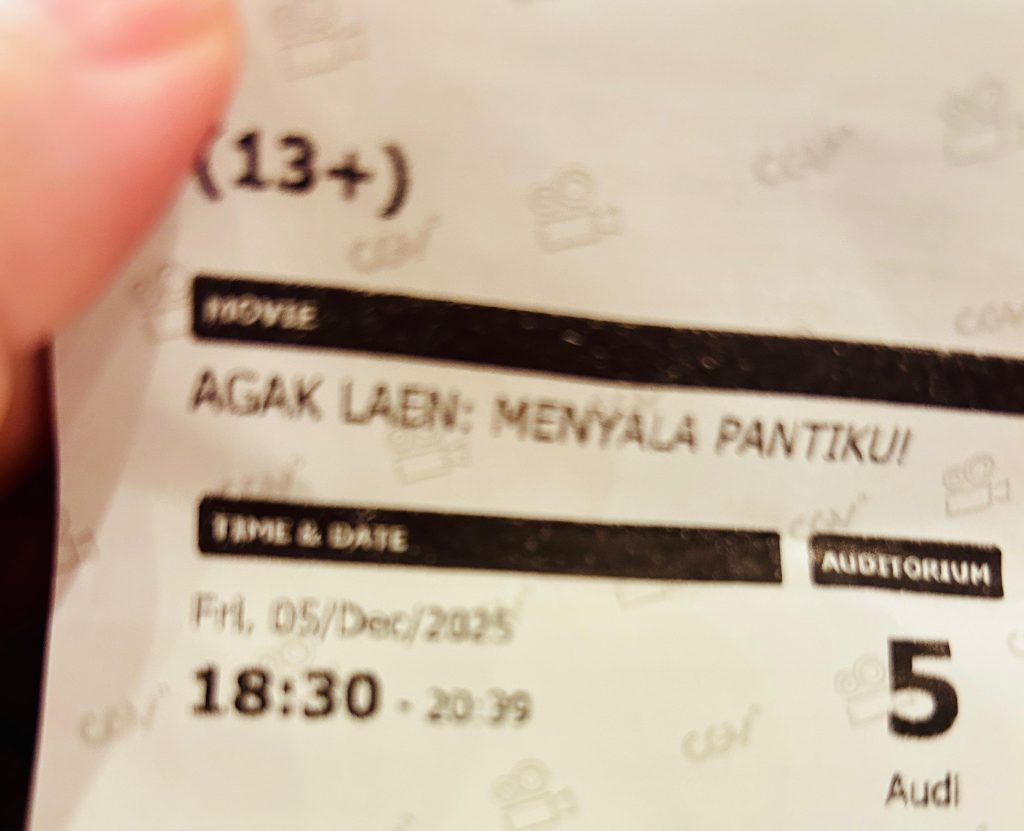 (13+)
MOVIE
AGAK LAEN: MENYALA PANTIKU!
TIME & DATE
AUDITORIUM
Fri, 05/Dec/2025
18:30 - 20:39
5
Audi
CGV